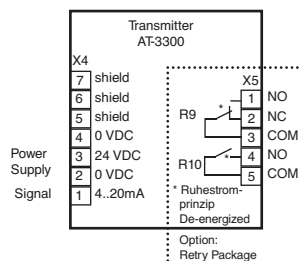 Transmitter
AT-3300
X4
7 shield
6 shield
5 shield
4 0 VDC
3 24 VDC
2 0 VDC
1 4..20mA
Power
Supply
Signal
X5
1 NO
2 NC
3 COM
4 NO
5 COM
R9
R10
* *
* Ruhestrom-
prinzip
De-energized
Option:
Retry Package